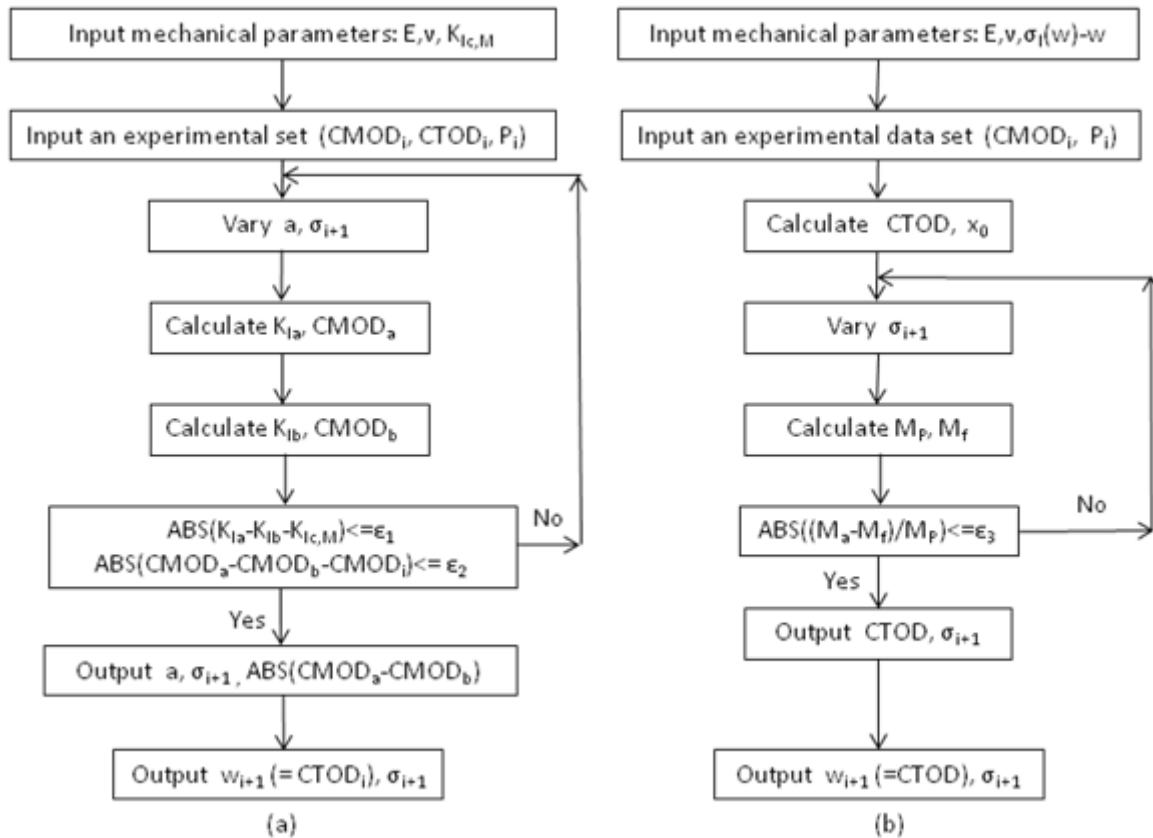 Input mechanical parameters: E,ν, K_Ic,M
Input an experimental set (CMOD_i, CTOD_i, P_i)
Vary a, σ_i+1
Calculate K_Ia, CMOD_a
Calculate K_Ib, CMOD_b
ABS(K_Ia-K_Ib-K_Ic,M)<=ε_1
ABS(CMOD_a-CMOD_b-CMOD_i)<= ε_2
No
Yes
Output a, σ_i+1, ABS(CMOD_a-CMOD_b)
Output w_i+1 (= CTOD_i), σ_i+1
(a)
Input mechanical parameters: E,ν,σ_I(w)-w
Input an experimental data set (CMOD_i, P_i)
Calculate CTOD, x_0
Vary σ_i+1
Calculate M_P, M_f
ABS((M_a-M_f)/M_P)<=ε_3
No
Yes
Output CTOD, σ_i+1
Output w_i+1 (=CTOD), σ_i+1
(b)